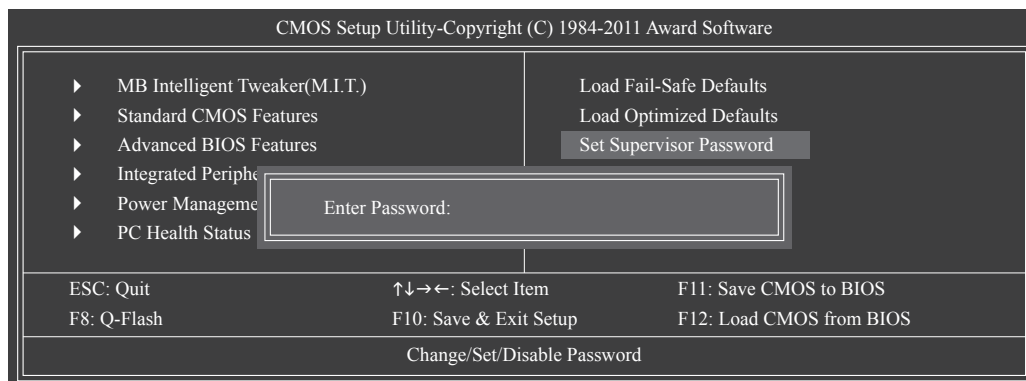 CMOS Setup Utility-Copyright (C) 1984-2011 Award Software
MB Intelligent Tweaker(M.I.T.)
Standard CMOS Features
Advanced BIOS Features
Integrated Periphe
Power Manageme
PC Health Status
Load Fail-Safe Defaults
Load Optimized Defaults
Set Supervisor Password
Enter Password:
ESC: Quit
↑↓→←: Select Item
F11: Save CMOS to BIOS
F8: Q-Flash
F10: Save & Exit Setup
F12: Load CMOS from BIOS
Change/Set/Disable Password